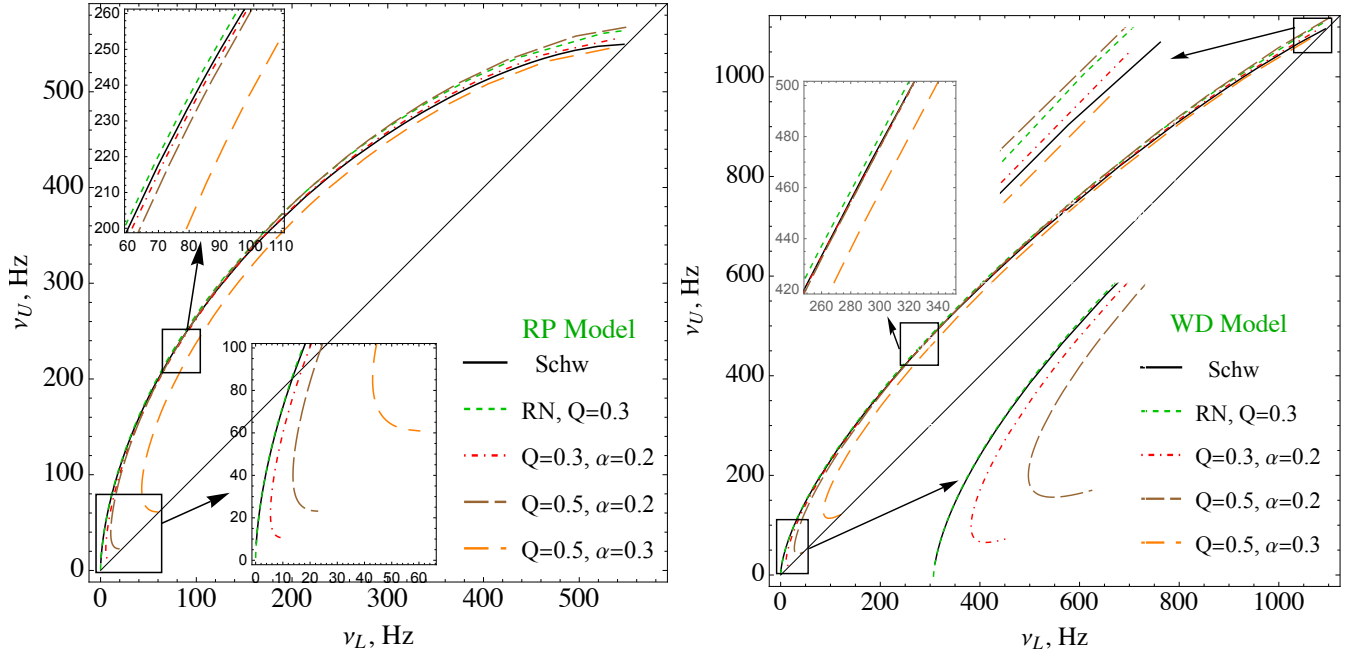 260
250
240
230
220
210
200
60 70 80 90 100 110
500
400
300
200
100
0
ν_U, Hz
RP Model
Schw
RN, Q=0.3
Q=0.3, α=0.2
Q=0.5, α=0.2
Q=0.5, α=0.3
100
80
60
40
20
0
0 10 20 30 40 50 60
0 100 200 300 400 500
ν_L, Hz
1000
800
600
400
200
0
ν_U, Hz
500
480
460
440
420
260 280 300 320 340
WD Model
Schw
RN, Q=0.3
Q=0.3, α=0.2
Q=0.5, α=0.2
Q=0.5, α=0.3
0 200 400 600 800 1000
ν_L, Hz